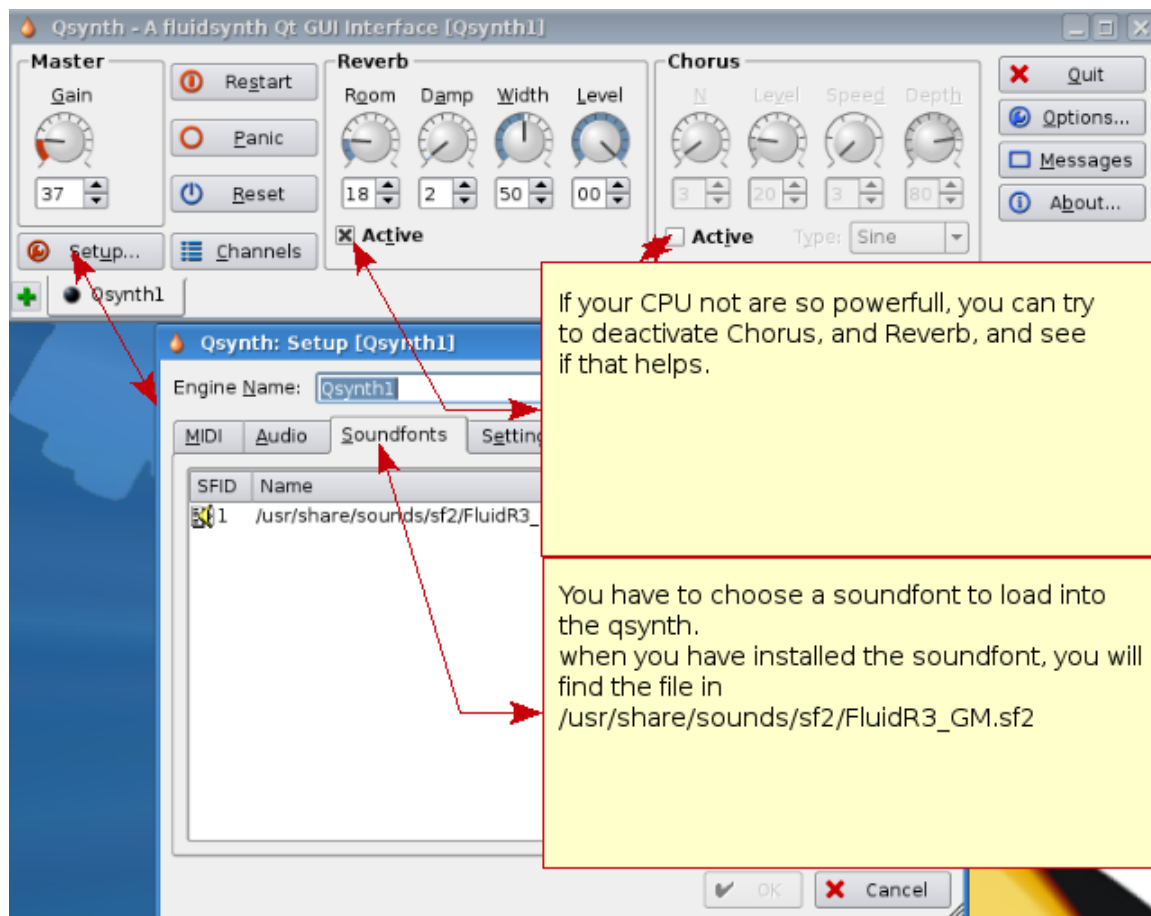 Qsynth - A fluidsynth Qt GUI Interface [Qsynth1]
Master
Gain
37
Setup...
Restart
Panic
Reset
Channels
Reverb
Room Damp Width Level
18 2 50 00
Active
Chorus
N Level Speed Depth
3 20 3 80
Active Type: Sine
Quit
Options...
Messages
About...
Qsynth1
If your CPU not are so powerfull, you can try
to deactivate Chorus, and Reverb, and see
if that helps.
Qsynth: Setup [Qsynth1]
Engine Name: Qsynth1
MIDI Audio Soundfonts Setting
SFID Name
1 /usr/share/sounds/sf2/FluidR3_
You have to choose a soundfont to load into
the qsynth.
when you have installed the soundfont, you will
find the file in
/usr/share/sounds/sf2/FluidR3_GM.sf2
OK Cancel